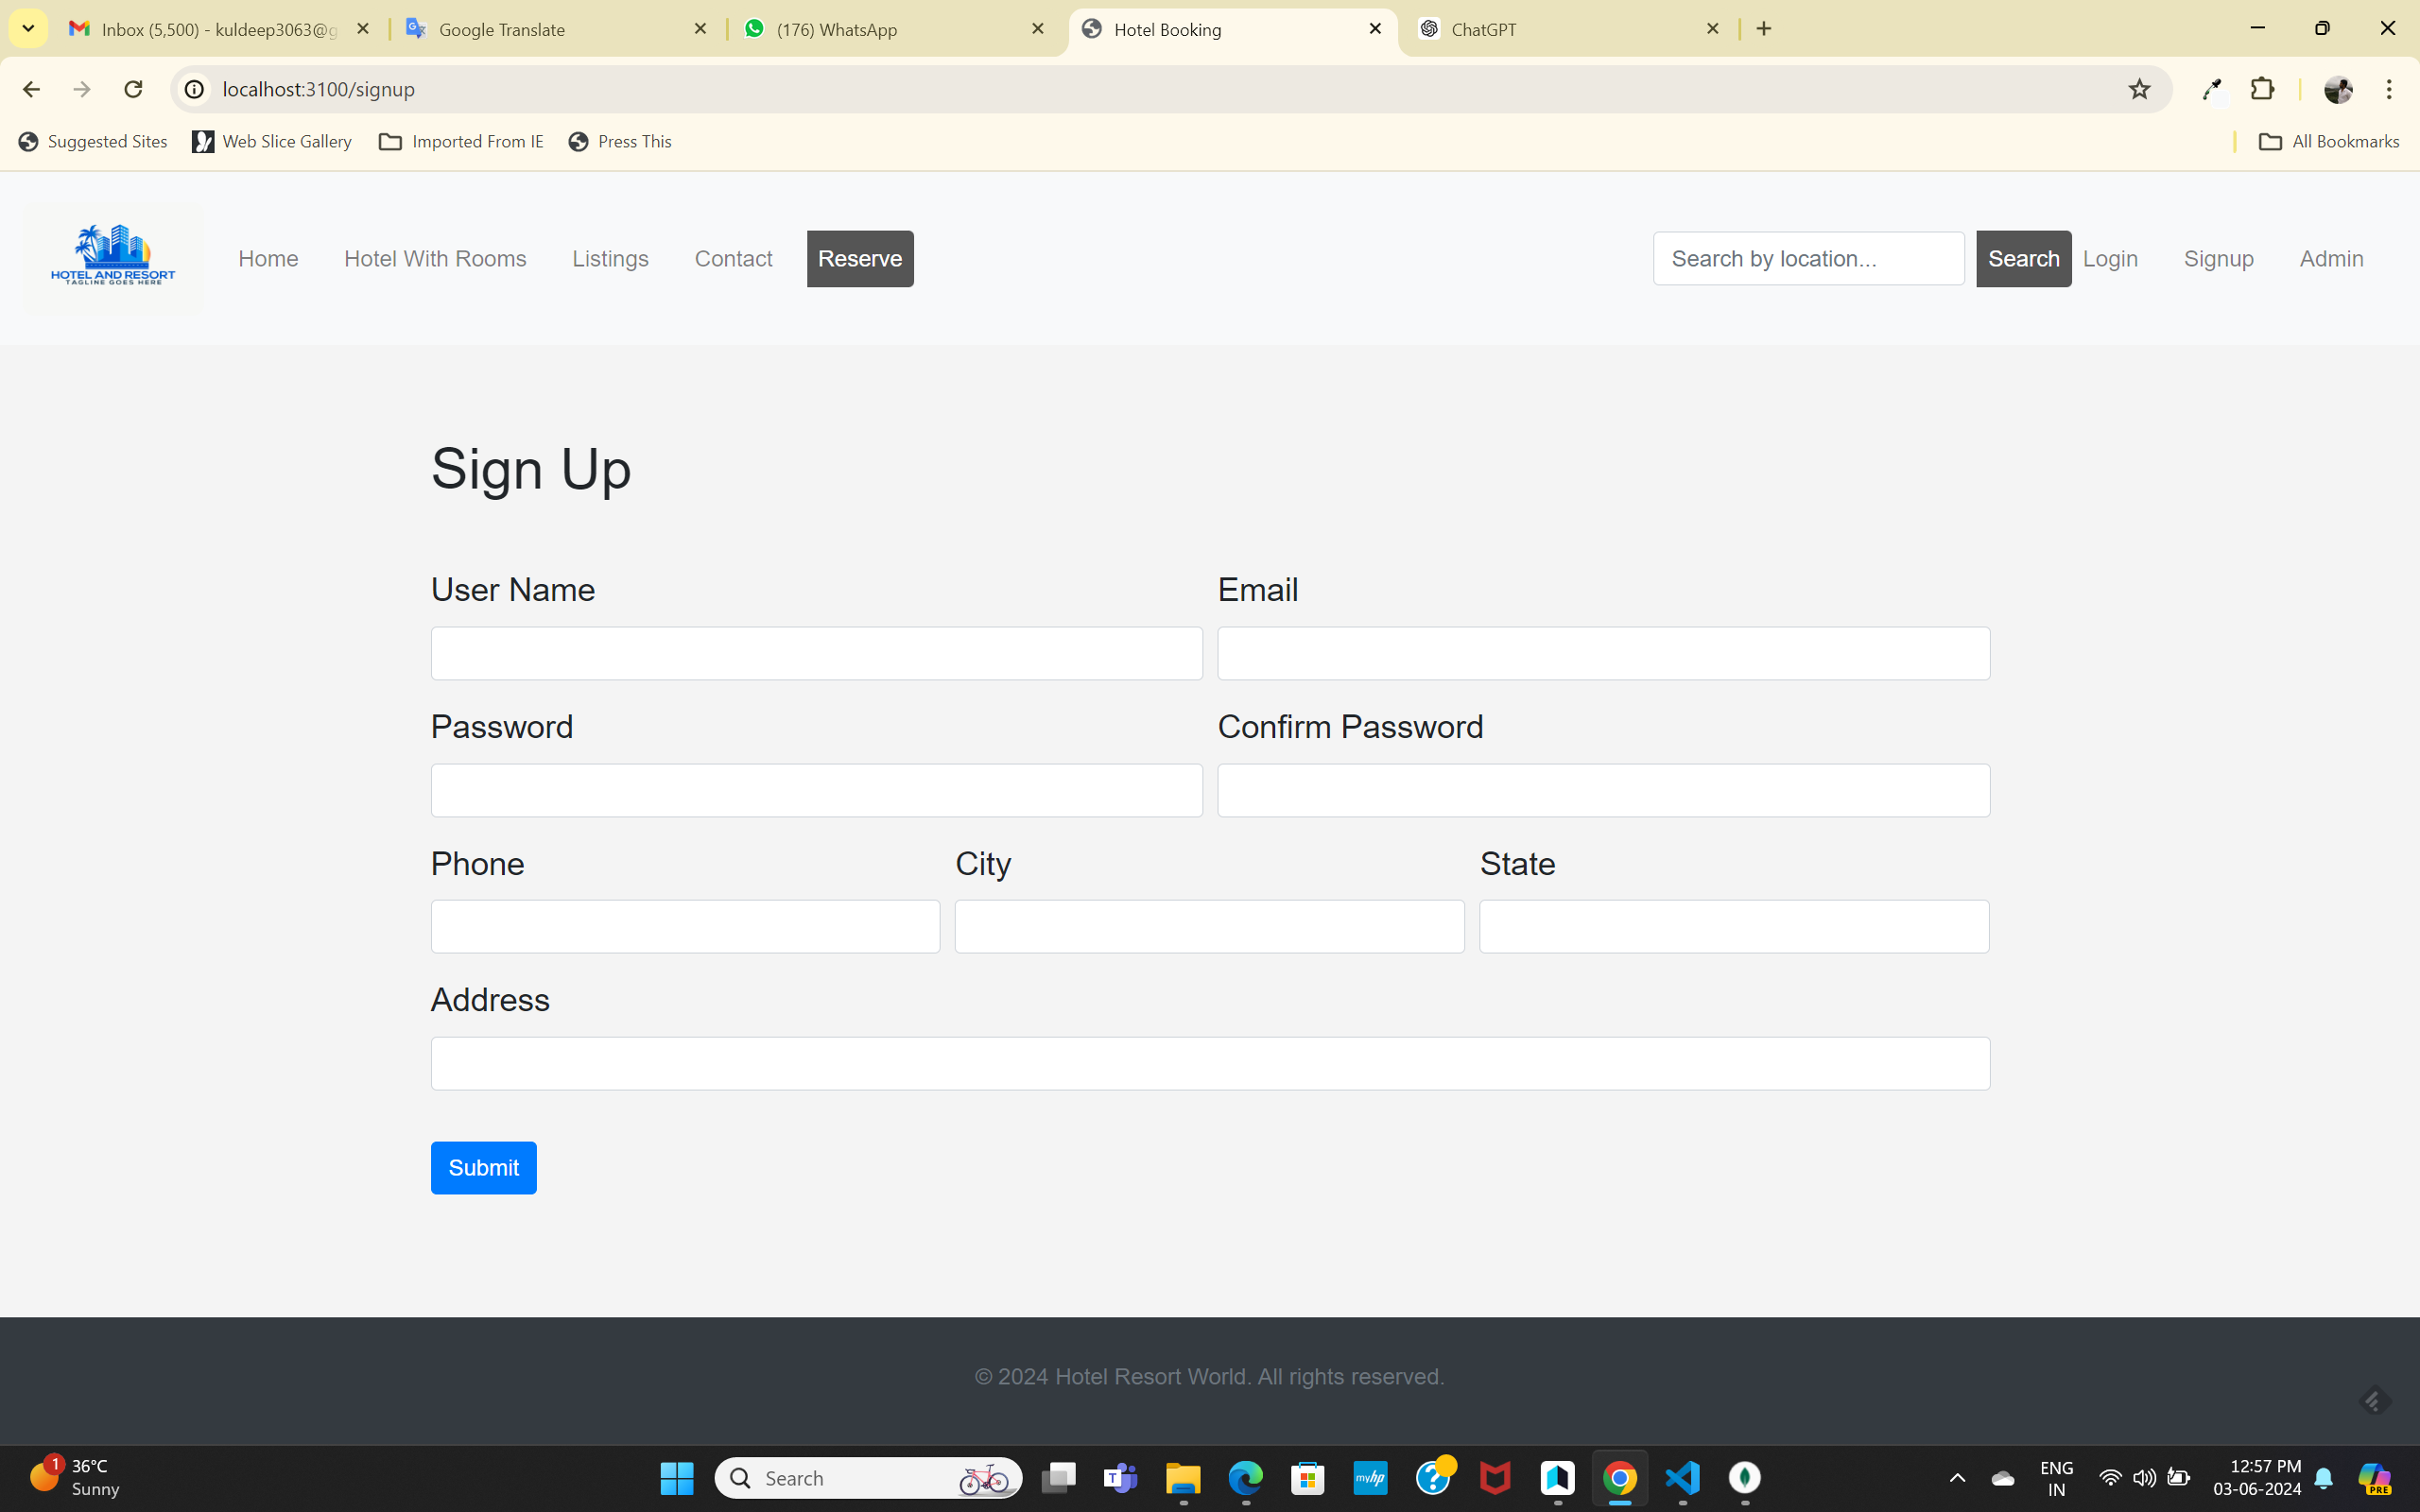 Inbox (5,500) - kuldeep3063@g
Google Translate
(176) WhatsApp
Hotel Booking
ChatGPT
localhost:3100/signup
Suggested Sites
Web Slice Gallery
Imported From IE
Press This
All Bookmarks
HOTEL AND RESORT
TAGLINE GOES HERE
Home
Hotel With Rooms
Listings
Contact
Reserve
Search by location...
Search
Login
Signup
Admin
Sign Up
User Name
Email
Password
Confirm Password
Phone
City
State
Address
Submit
© 2024 Hotel Resort World. All rights reserved.
1
36°C
Sunny
Search
T
myhp
?
ENG
IN
12:57 PM
03-06-2024
PRE